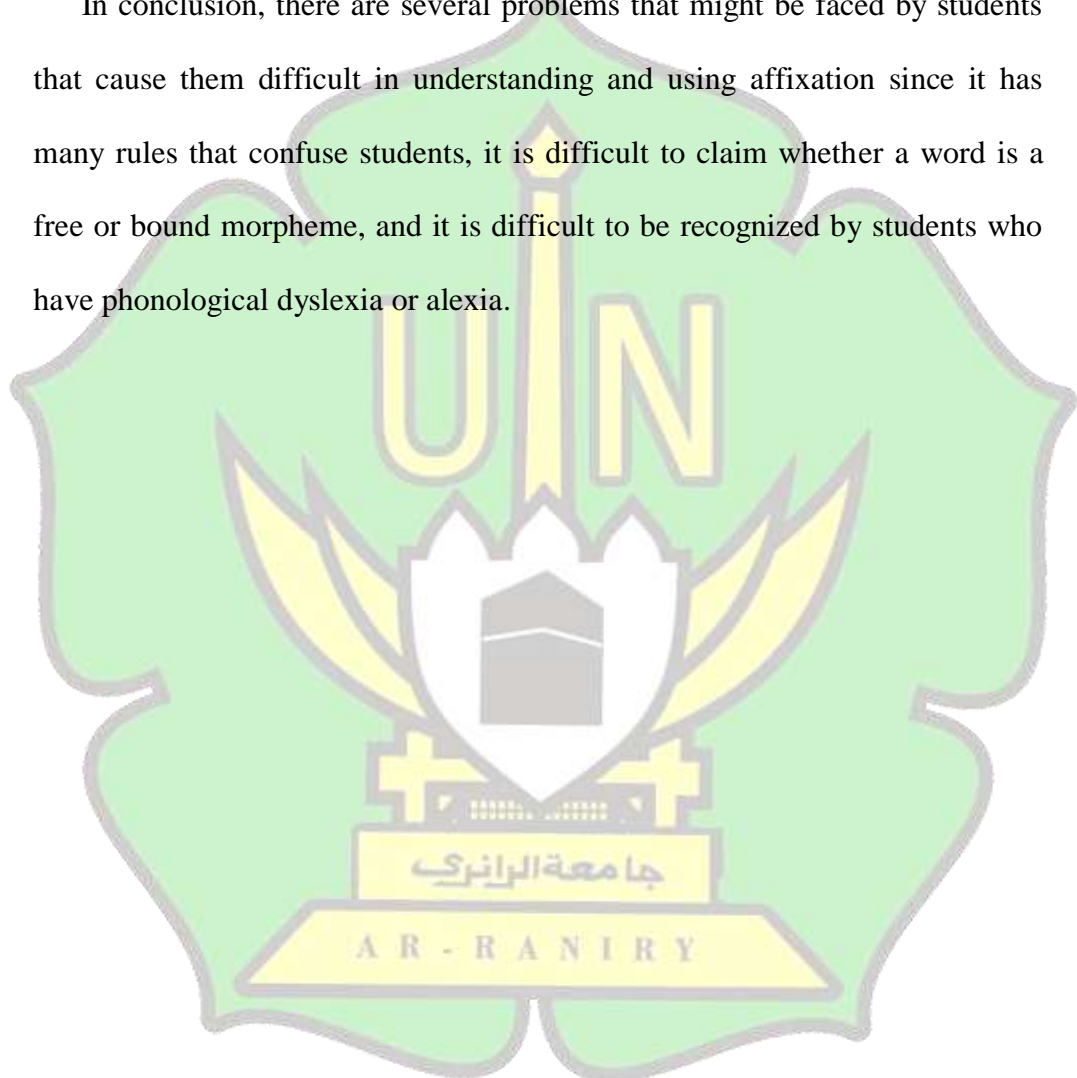 In conclusion, there are several problems that might be faced by students
that cause them difficult in understanding and using affixation since it has
many rules that confuse students, it is difficult to claim whether a word is a
free or bound morpheme, and it is difficult to be recognized by students who
have phonological dyslexia or alexia.
UIN
جامعةالرانري
AR-RANIRY